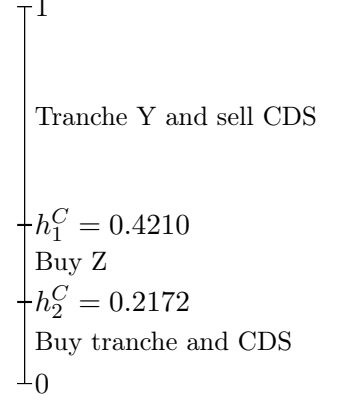 1
Tranche Y and sell CDS
h_1^C = 0.4210
Buy Z
h_2^C = 0.2172
Buy tranche and CDS
0